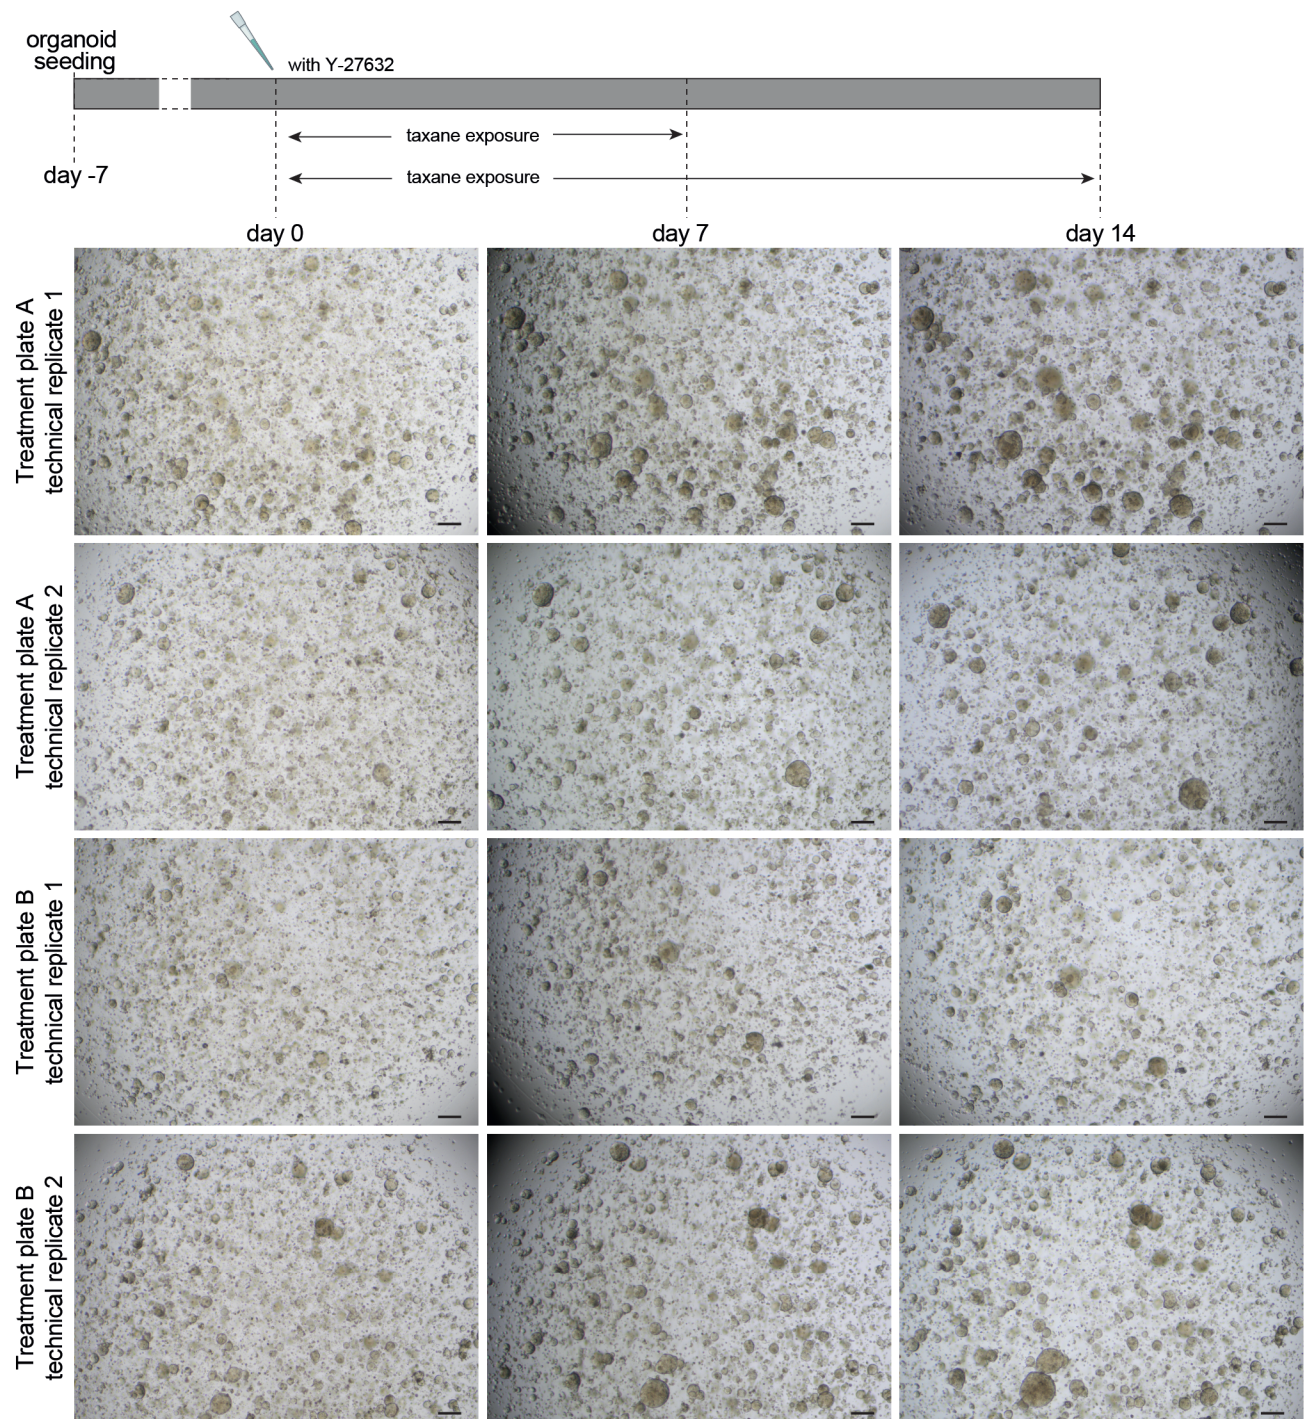 organoid
seeding
with Y-27632
taxane exposure
taxane exposure
day -7
day 0
day 7
day 14
Treatment plate A
technical replicate 1
Treatment plate A
technical replicate 2
Treatment plate B
technical replicate 1
Treatment plate B
technical replicate 2